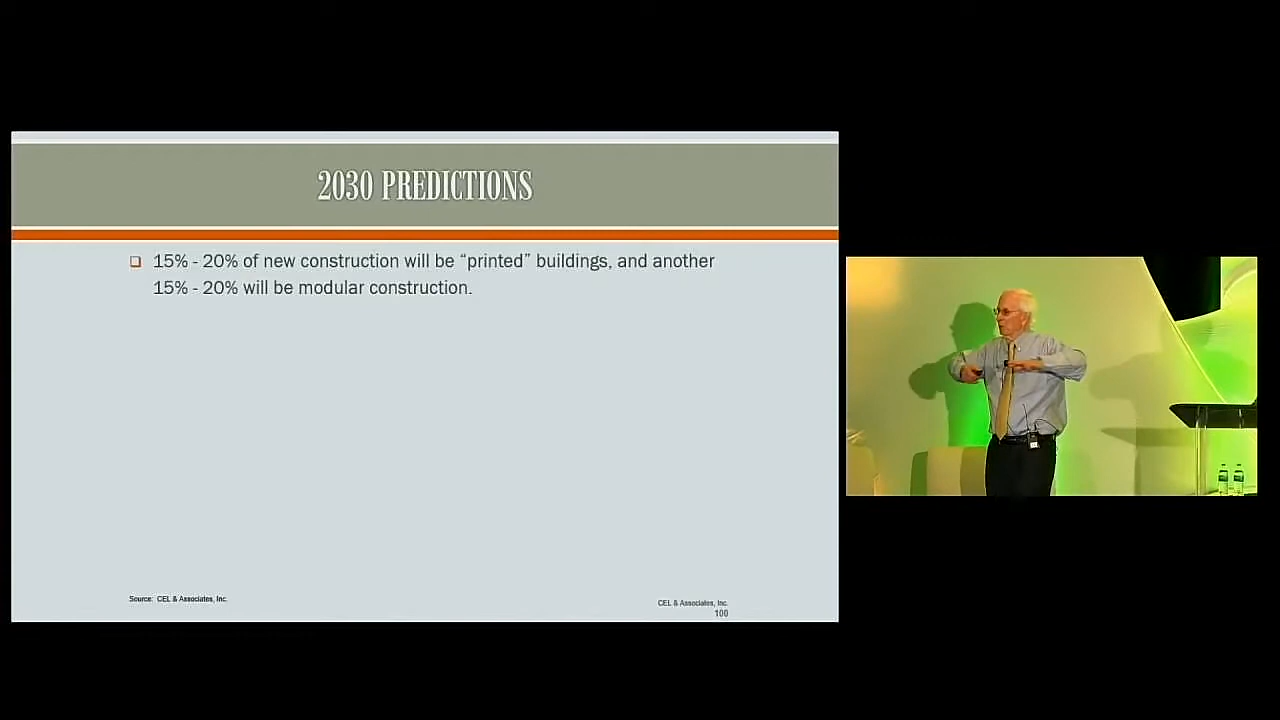 2030 PREDICTIONS
15% - 20% of new construction will be “printed” buildings, and another
15% - 20% will be modular construction.
Source: CEL & Associates, Inc.
CEL & Associates, Inc.
100